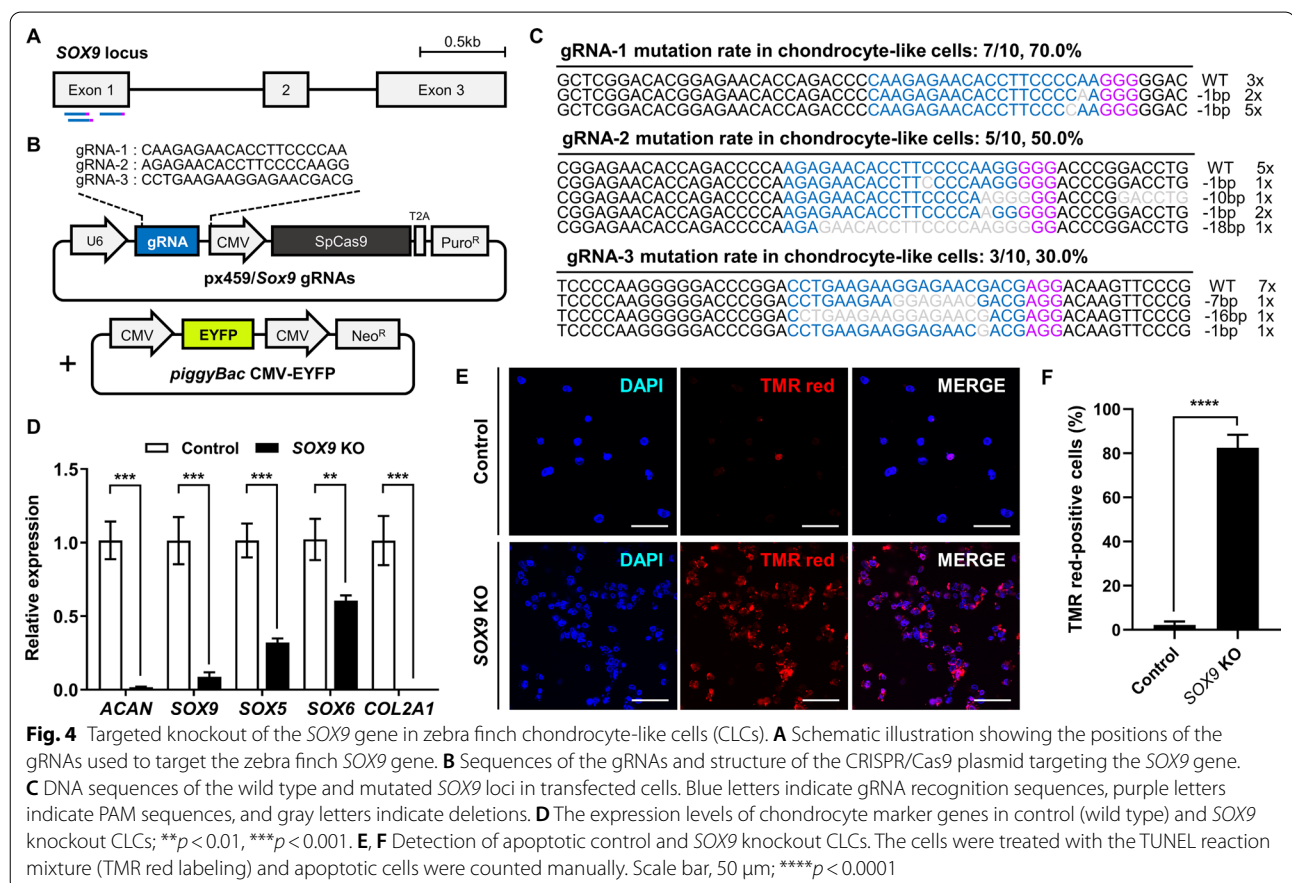 A
SOX9 locus
0.5kb
Exon 1
2
Exon 3
B
gRNA-1 : CAAGAGAACACCTTCCCCAA
gRNA-2 : AGAGAACACCTTCCCCAAGG
gRNA-3 : CCTGAAGAAGGAGAACGACG
U6
gRNA
CMV
SpCas9
T2A
PuroR
px459/Sox9 gRNAs
+
CMV
EYFP
CMV
NeoR
piggyBac CMV-EYFP
C
gRNA-1 mutation rate in chondrocyte-like cells: 7/10, 70.0%
GCTCGGACACGGAGAACACCAGACCCCAAGAGAACACCTTCCCCAAGGGGGAC WT 3x
GCTCGGACACGGAGAACACCAGACCCCAAGAGAACACCTTCCCCAAGGGGGAC -1bp 2x
GCTCGGACACGGAGAACACCAGACCCCAAGAGAACACCTTCCCCAAGGGGGAC -1bp 5x
gRNA-2 mutation rate in chondrocyte-like cells: 5/10, 50.0%
CGGAGAACACCAGACCCCAAGAGAACACCTTCCCCAAGGGGGACCCGGACCTG WT 5x
CGGAGAACACCAGACCCCAAGAGAACACCTTCCCCAAGGGGGACCCGGACCTG -1bp 1x
CGGAGAACACCAGACCCCAAGAGAACACCTTCCCCAAGGGGGACCCGGACCTG -10bp 1x
CGGAGAACACCAGACCCCAAGAGAACACCTTCCCCAAGGGGGACCCGGACCTG -1bp 2x
CGGAGAACACCAGACCCCAAGAGAACACCTTCCCCAAGGGGGACCCGGACCTG -18bp 1x
gRNA-3 mutation rate in chondrocyte-like cells: 3/10, 30.0%
TCCCCAAGGGGGACCCGGACCTGAAGAAGGAGAACGACGAGGACAAGTTCCCG WT 7x
TCCCCAAGGGGGACCCGGACCTGAAGAAGGAGAACGACGAGGACAAGTTCCCG -7bp 1x
TCCCCAAGGGGGACCCGGACCTGAAGAAGGAGAACGACGAGGACAAGTTCCCG -16bp 1x
TCCCCAAGGGGGACCCGGACCTGAAGAAGGAGAACGACGAGGACAAGTTCCCG -1bp 1x
D
Control
SOX9 KO
Relative expression
1.5
1.0
0.5
0.0
***
***
***
**
***
ACAN
SOX9
SOX5
SOX6
COL2A1
E
Control
DAPI
TMR red
MERGE
SOX9 KO
DAPI
TMR red
MERGE
F
TMR red-positive cells (%)
100
80
60
40
20
0
****
Control
SOX9 KO
Fig. 4 Targeted knockout of the SOX9 gene in zebra finch chondrocyte-like cells (CLCs). A Schematic illustration showing the positions of the
gRNAs used to target the zebra finch SOX9 gene. B Sequences of the gRNAs and structure of the CRISPR/Cas9 plasmid targeting the SOX9 gene.
C DNA sequences of the wild type and mutated SOX9 loci in transfected cells. Blue letters indicate gRNA recognition sequences, purple letters
indicate PAM sequences, and gray letters indicate deletions. D The expression levels of chondrocyte marker genes in control (wild type) and SOX9
knockout CLCs; **p < 0.01, ***p < 0.001. E, F Detection of apoptotic control and SOX9 knockout CLCs. The cells were treated with the TUNEL reaction
mixture (TMR red labeling) and apoptotic cells were counted manually. Scale bar, 50 μm; ****p < 0.0001